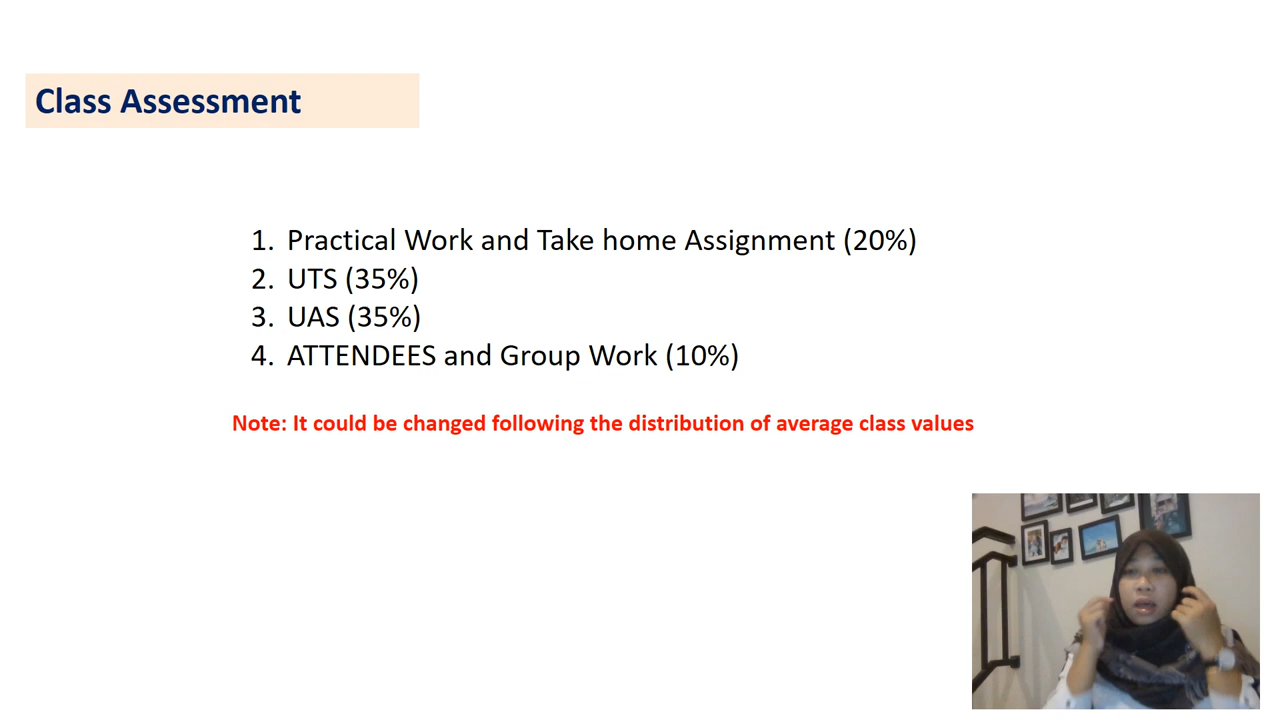 Class Assessment
1. Practical Work and Take home Assignment (20%)
2. UTS (35%)
3. UAS (35%)
4. ATTENDEES and Group Work (10%)
Note: It could be changed following the distribution of average class values